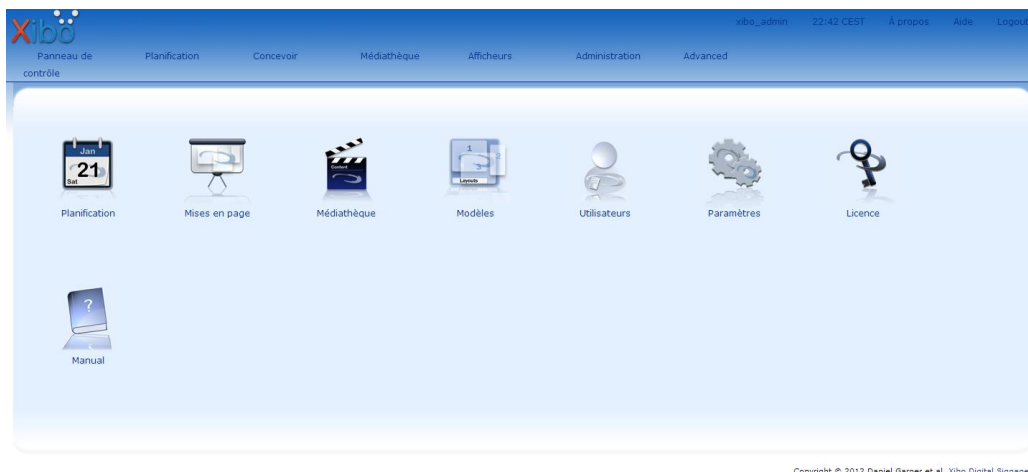 Xibo
xibo_admin 22:42 CEST À propos Aide Logout
Panneau de contrôle Planification Concevoir Médiathèque Afficheurs Administration Advanced
Jan
21
Sat
Content
1
2
Layouts
Planification Mises en page Médiathèque Modèles Utilisateurs Paramètres Licence
?
Manual
Copyright © 2012 Daniel Garner et al. Xibo Digital Signage